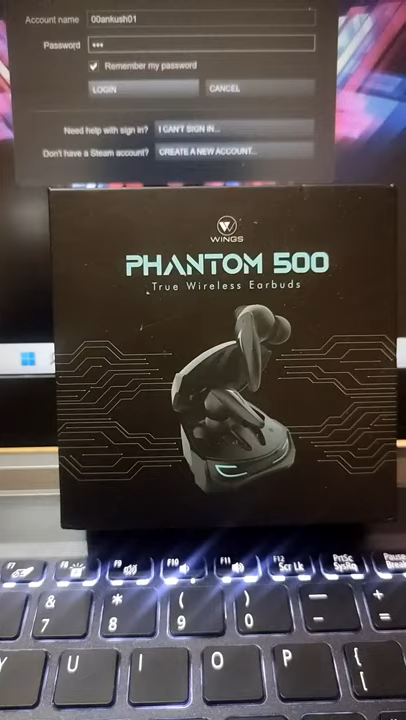 Account name 00ankush01
Password ***
Remember my password
LOGIN CANCEL
Need help with sign in? I CAN'T SIGN IN...
Don't have a Steam account? CREATE A NEW ACCOUNT...
WINGS
PHANTOM 500
True Wireless Earbuds
F7 F8 F9 F10 F11 F12 Scr Lk PrtSc SysRq Pause Break
& 7 * 8 ( 9 ) 0 — - + =
Y U I O P { [